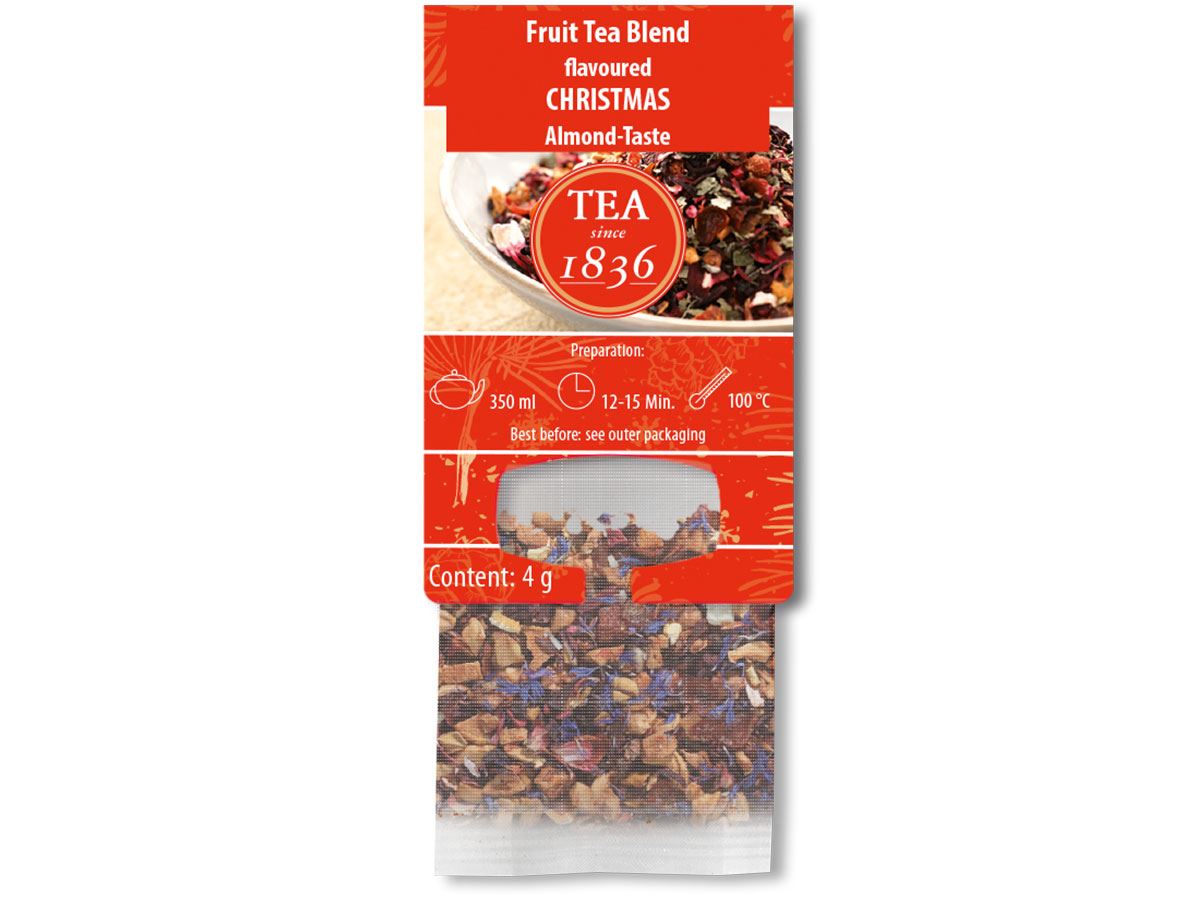 Fruit Tea Blend
flavoured
CHRISTMAS
Almond-Taste
TEA
since
1836
Preparation:
350 ml 12-15 Min. 100 °C
Best before: see outer packaging
Content: 4 g